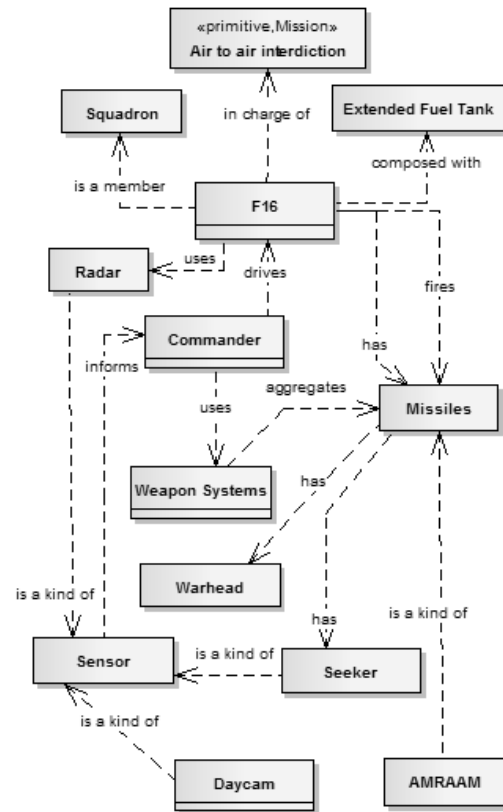 «primitive,Mission»
Air to air interdiction
Squadron
in charge of
Extended Fuel Tank
composed with
is a member
F16
uses
Radar
drives
fires
informs
Commander
has
aggregates
uses
Missiles
has
Weapon Systems
Warhead
is a kind of
is a kind of
has
is a kind of
Sensor
Seeker
is a kind of
Daycam
AMRAAM